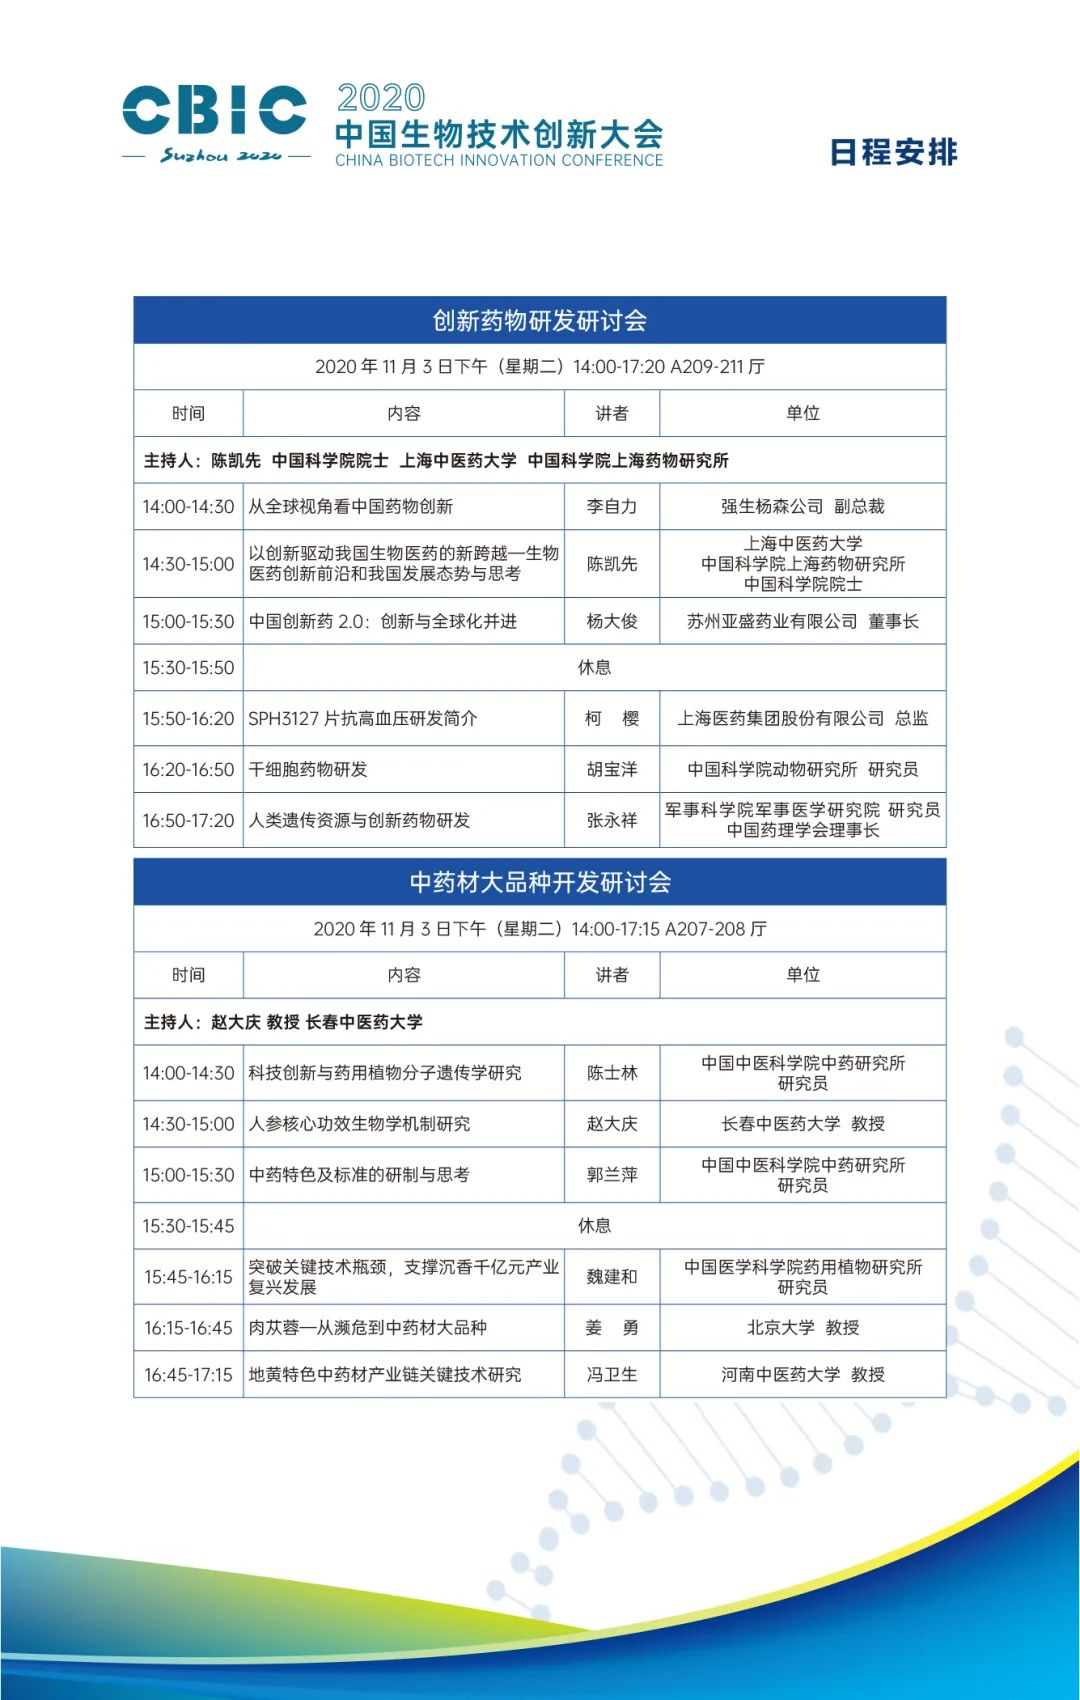 CBIC
Suzhou 2020
2020
中国生物技术创新大会
CHINA BIOTECH INNOVATION CONFERENCE
日程安排
创新药物研发研讨会
2020 年 11 月 3 日下午（星期二）14:00-17:20 A209-211 厅
时间 内容 讲者 单位
主持人：陈凯先 中国科学院院士 上海中医药大学 中国科学院上海药物研究所
14:00-14:30 从全球视角看中国药物创新 李自力 强生杨森公司 副总裁
14:30-15:00
以创新驱动我国生物医药的新跨越—生物
医药创新前沿和我国发展态势与思考
陈凯先
上海中医药大学
中国科学院上海药物研究所
中国科学院院士
15:00-15:30 中国创新药 2.0：创新与全球化并进 杨大俊 苏州亚盛药业有限公司 董事长
15:30-15:50 休息
15:50-16:20 SPH3127 片抗高血压研发简介 柯 樱 上海医药集团股份有限公司 总监
16:20-16:50 干细胞药物研发 胡宝洋 中国科学院动物研究所 研究员
16:50-17:20 人类遗传资源与创新药物研发 张永祥
军事科学院军事医学研究院 研究员
中国药理学会理事长
中药材大品种开发研讨会
2020 年 11 月 3 日下午（星期二）14:00-17:15 A207-208 厅
时间 内容 讲者 单位
主持人：赵大庆 教授 长春中医药大学
14:00-14:30 科技创新与药用植物分子遗传学研究 陈士林
中国中医科学院中药研究所
研究员
14:30-15:00 人参核心功效生物学机制研究 赵大庆 长春中医药大学 教授
15:00-15:30 中药特色及标准的研制与思考 郭兰萍
中国中医科学院中药研究所
研究员
15:30-15:45 休息
15:45-16:15
突破关键技术瓶颈，支撑沉香千亿元产业
复兴发展
魏建和
中国医学科学院药用植物研究所
研究员
16:15-16:45 肉苁蓉—从濒危到中药材大品种 姜 勇 北京大学 教授
16:45-17:15 地黄特色中药材产业链关键技术研究 冯卫生 河南中医药大学 教授